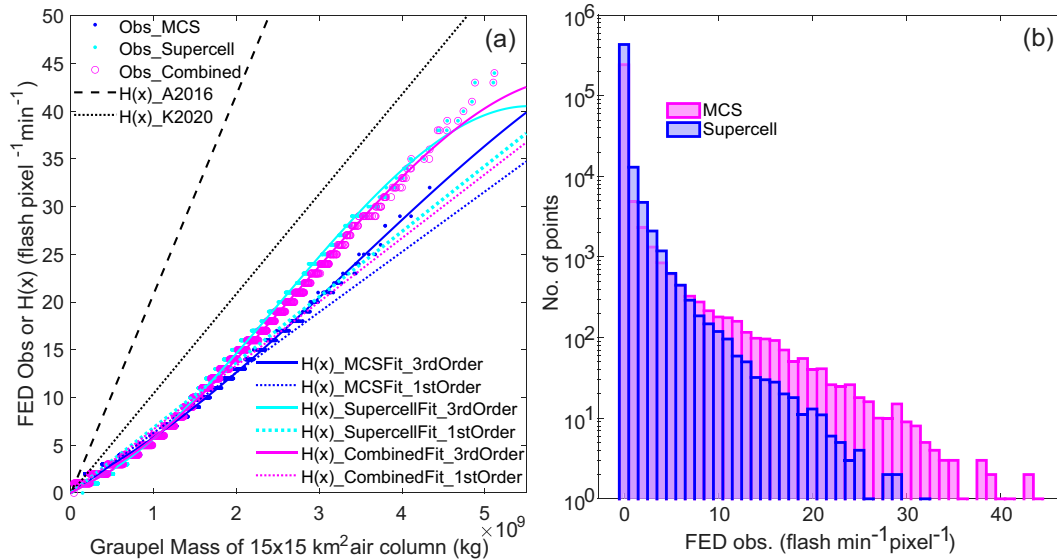 (a)
Obs_MCS
Obs_Supercell
Obs_Combined
H(x)_A2016
H(x)_K2020
50
45
40
35
30
25
20
15
10
5
0
FED Obs or H(x) (flash pixel⁻¹min⁻¹)
H(x)_MCSFit_3rdOrder
H(x)_MCSFit_1stOrder
H(x)_SupercellFit_3rdOrder
H(x)_SupercellFit_1stOrder
H(x)_CombinedFit_3rdOrder
H(x)_CombinedFit_1stOrder
0 1 2 3 4 5
×10⁹
Graupel Mass of 15x15 km² air column (kg)
(b)
MCS
Supercell
10⁶
10⁵
10⁴
10³
10²
10¹
10⁰
No. of points
0 10 20 30 40
FED obs. (flash min⁻¹pixel⁻¹)